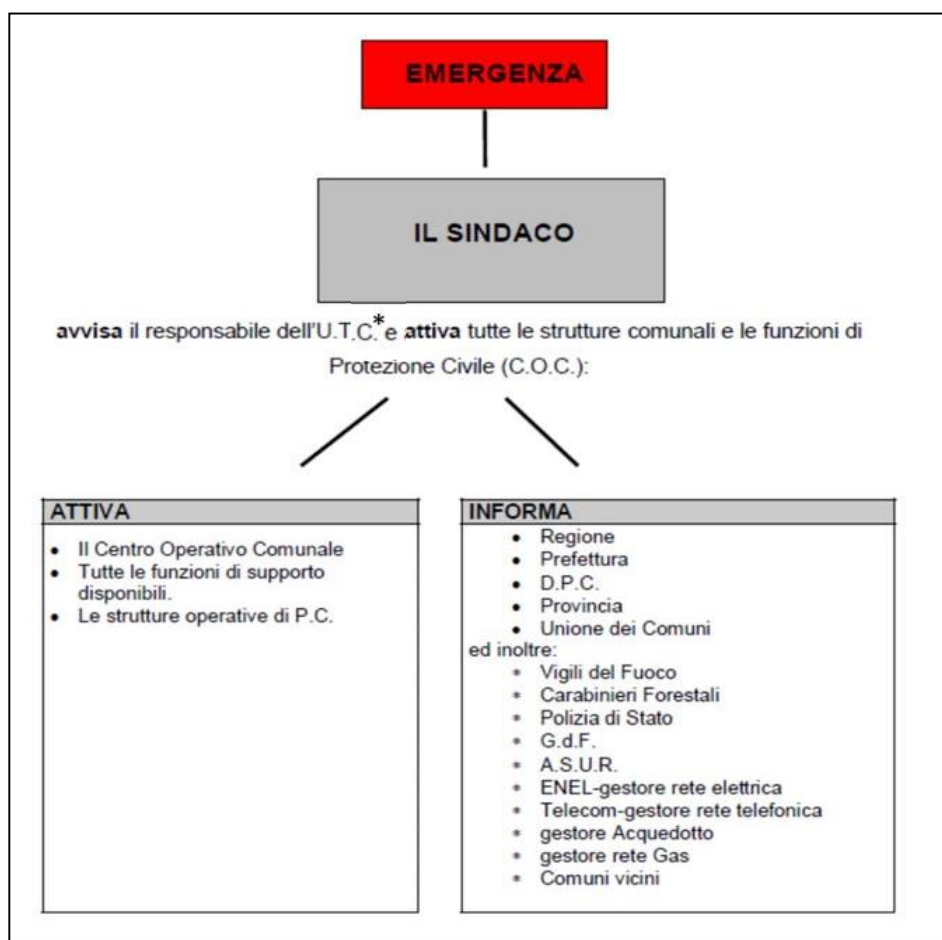 EMERGENZA
IL SINDACO
avvisa il responsabile dell'U.T.C.* e attiva tutte le strutture comunali e le funzioni di
Protezione Civile (C.O.C.):
ATTIVA
• Il Centro Operativo Comunale
• Tutte le funzioni di supporto
disponibili.
• Le strutture operative di P.C.
INFORMA
• Regione
• Prefettura
• D.P.C.
• Provincia
• Unione dei Comuni
ed inoltre:
* Vigili del Fuoco
* Carabinieri Forestali
* Polizia di Stato
* G.d.F.
* A.S.U.R.
* ENEL-gestore rete elettrica
* Telecom-gestore rete telefonica
* gestore Acquedotto
* gestore rete Gas
* Comuni vicini